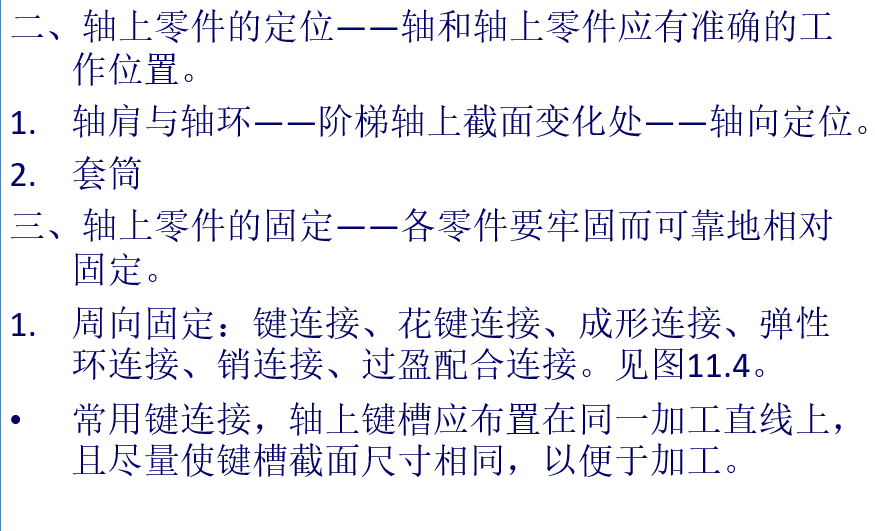 二、轴上零件的定位——轴和轴上零件应有准确的工
作位置。
1. 轴肩与轴环——阶梯轴上截面变化处——轴向定位。
2. 套筒
三、轴上零件的固定——各零件要牢固而可靠地相对
固定。
1. 周向固定：键连接、花键连接、成形连接、弹性
环连接、销连接、过盈配合连接。见图11.4。
• 常用键连接，轴上键槽应布置在同一加工直线上，
且尽量使键槽截面尺寸相同，以便于加工。